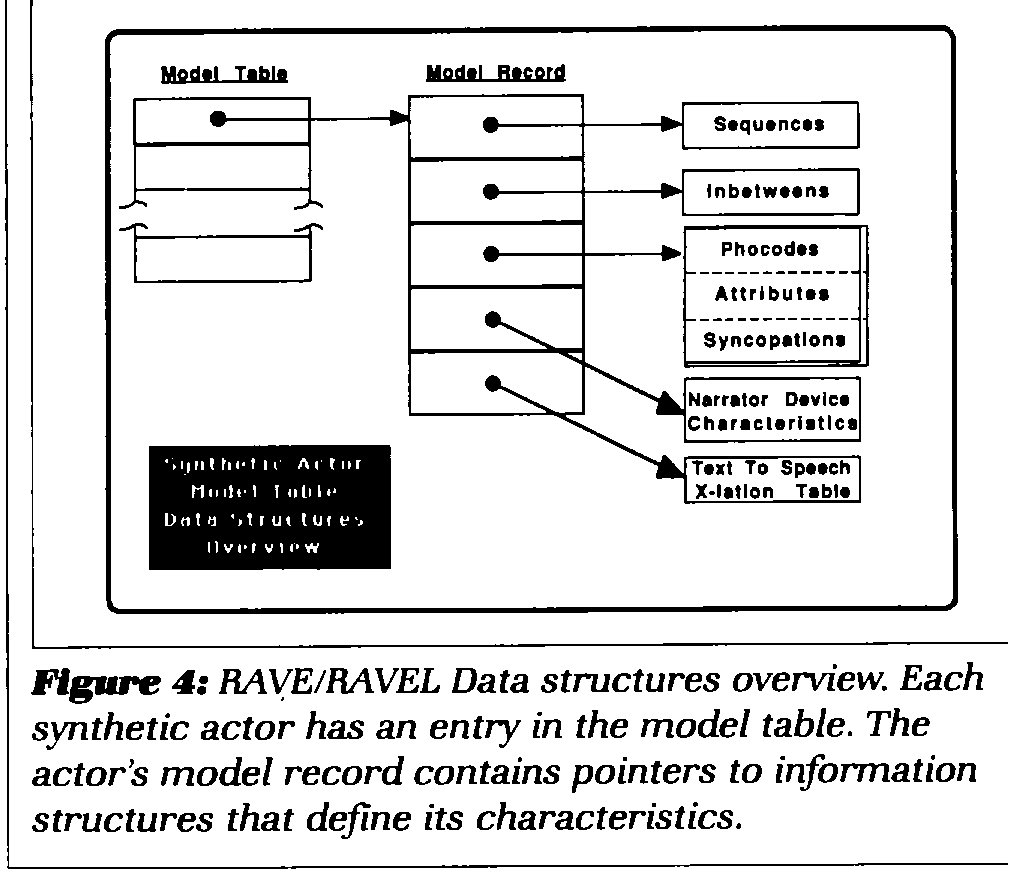 Model Table
Model Record
Sequences
Inbetweens
Phocodes
Attributes
Syncopations
Narrator Device
Characteristics
Text To Speech
X-lation Table
Synthetic Actor
Model Table
Data Structures
Overview
Figure 4: RAVE/RAVEL Data structures overview. Each
synthetic actor has an entry in the model table. The
actor's model record contains pointers to information
structures that define its characteristics.